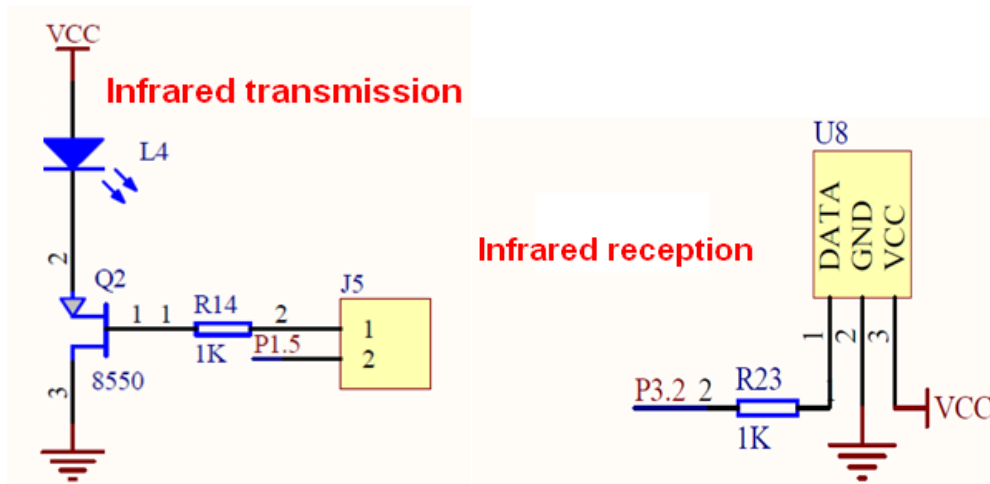 VCC
Infrared transmission
L4
2
Q2
1 1 R14 2
1K
P1.5
J5
1
2
8550
3
U8
DATA
GND
VCC
Infrared reception
1
2
3
P3.2 2 R23 1
1K
VCC